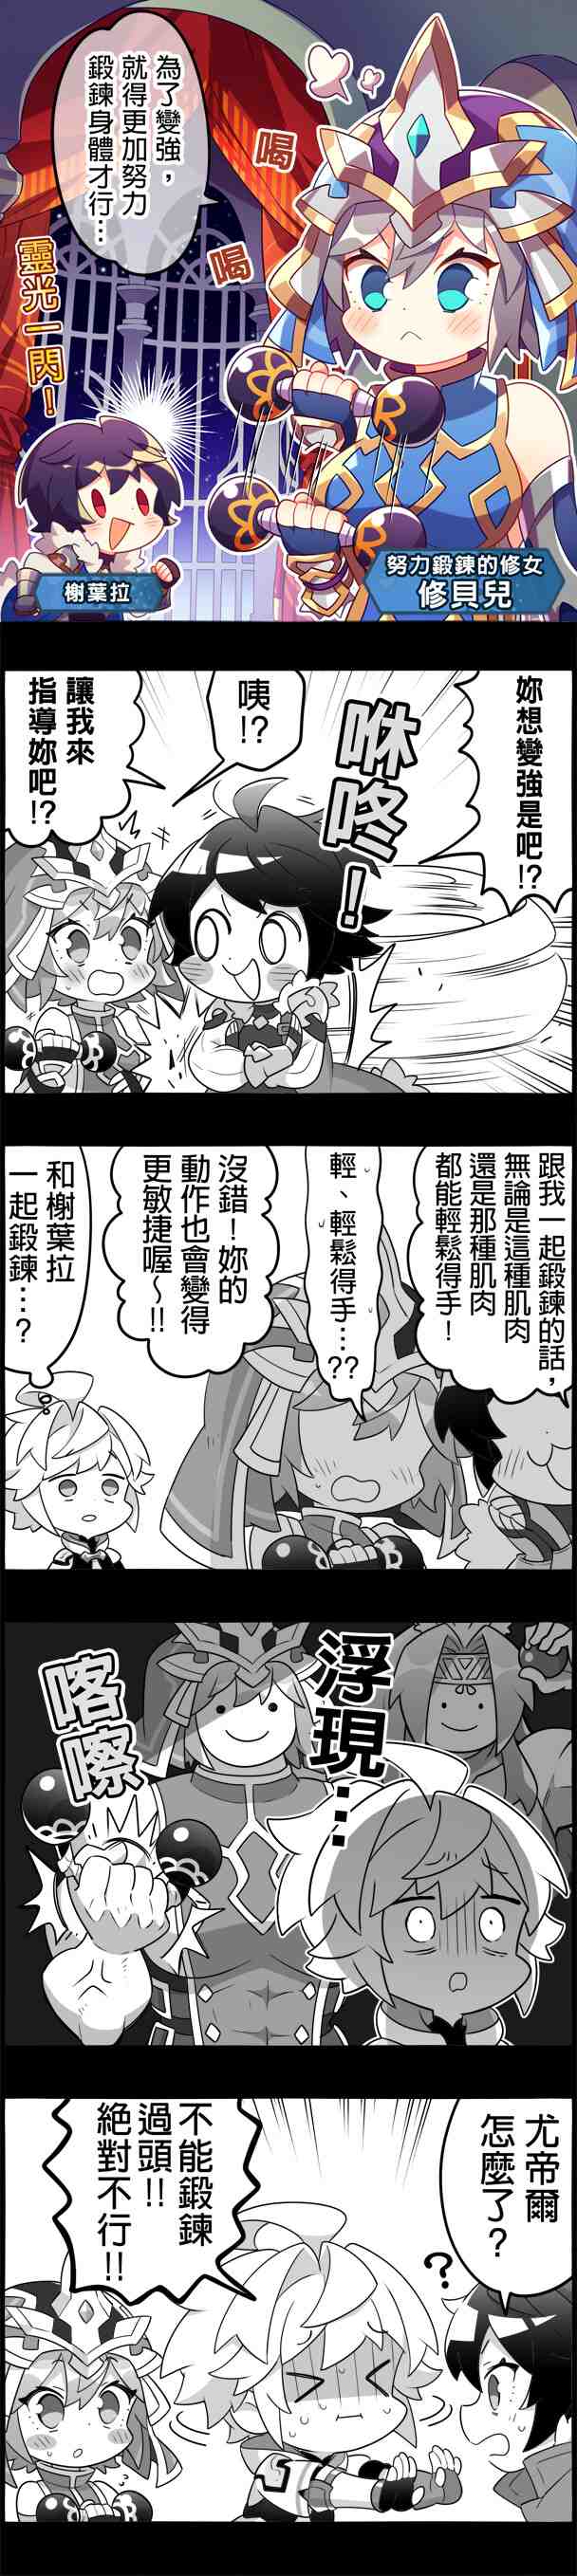 為了變強，
就得更加努力
鍛鍊身體才行…
喝
喝
靈光一閃！
榭葉拉
努力鍛鍊的修女
修貝兒
妳想變強是吧!?
咻咚！
咦!?
讓我來
指導妳吧!?
跟我一起鍛鍊的話，
無論是這種肌肉
還是那種肌肉
都能輕鬆得手！
輕、輕鬆得手…??
沒錯！妳的
動作也會變得
更敏捷喔～!!
和榭葉拉
一起鍛鍊…？
浮現…
喀嚓
尤帝爾
怎麼了？
？
不能鍛鍊
過頭!!
絕對不行!!